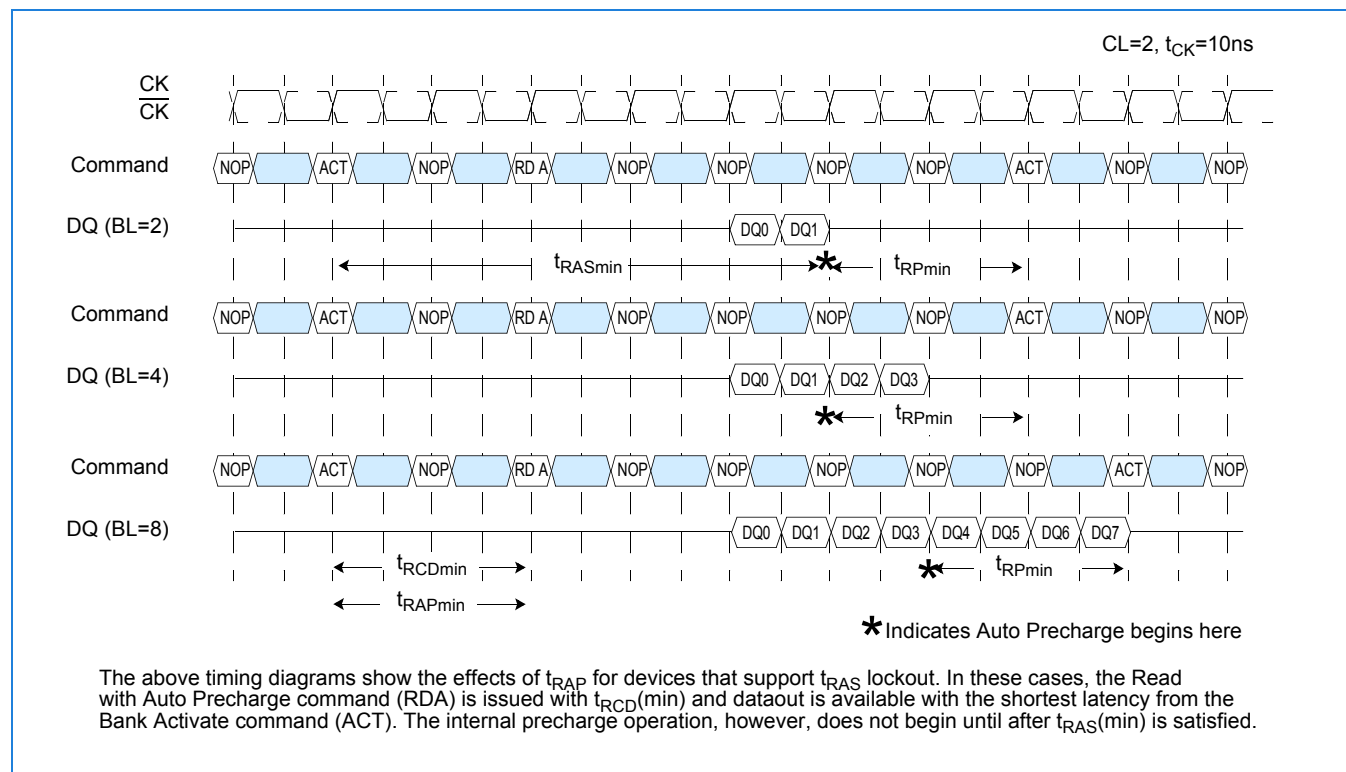 CL=2, tCK=10ns
CK
CK
Command NOP ACT NOP RD A NOP NOP NOP NOP ACT NOP NOP
DQ (BL=2) DQ0 DQ1
tRASmin * tRPmin
Command NOP ACT NOP RD A NOP NOP NOP NOP ACT NOP NOP
DQ (BL=4) DQ0 DQ1 DQ2 DQ3
* tRPmin
Command NOP ACT NOP RD A NOP NOP NOP NOP NOP ACT NOP
DQ (BL=8) DQ0 DQ1 DQ2 DQ3 DQ4 DQ5 DQ6 DQ7
tRCDmin * tRPmin
tRAPmin
* Indicates Auto Precharge begins here
The above timing diagrams show the effects of tRAP for devices that support tRAS lockout. In these cases, the Read
with Auto Precharge command (RDA) is issued with tRCD(min) and dataout is available with the shortest latency from the
Bank Activate command (ACT). The internal precharge operation, however, does not begin until after tRAS(min) is satisfied.